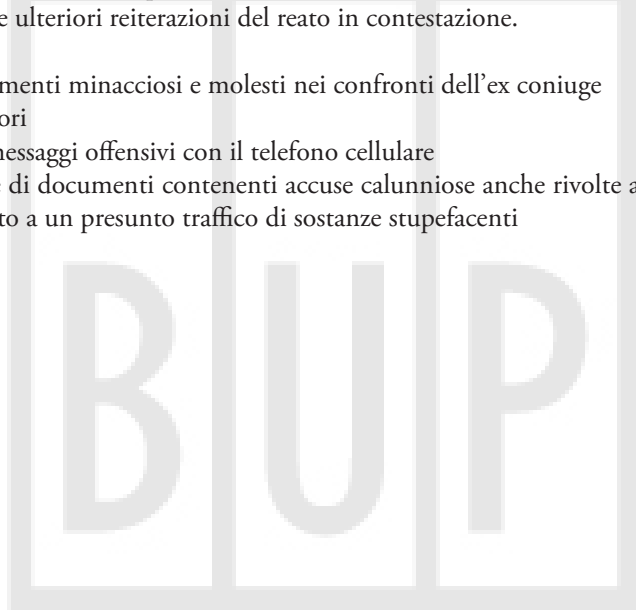 e ulteriori reiterazioni del reato in contestazione.
menti minacciosi e molesti nei confronti dell’ex coniuge
ori
nessaggi offensivi con il telefono cellulare
e di documenti contenenti accuse calunniose anche rivolte a
to a un presunto traffico di sostanze stupefacenti
BUP